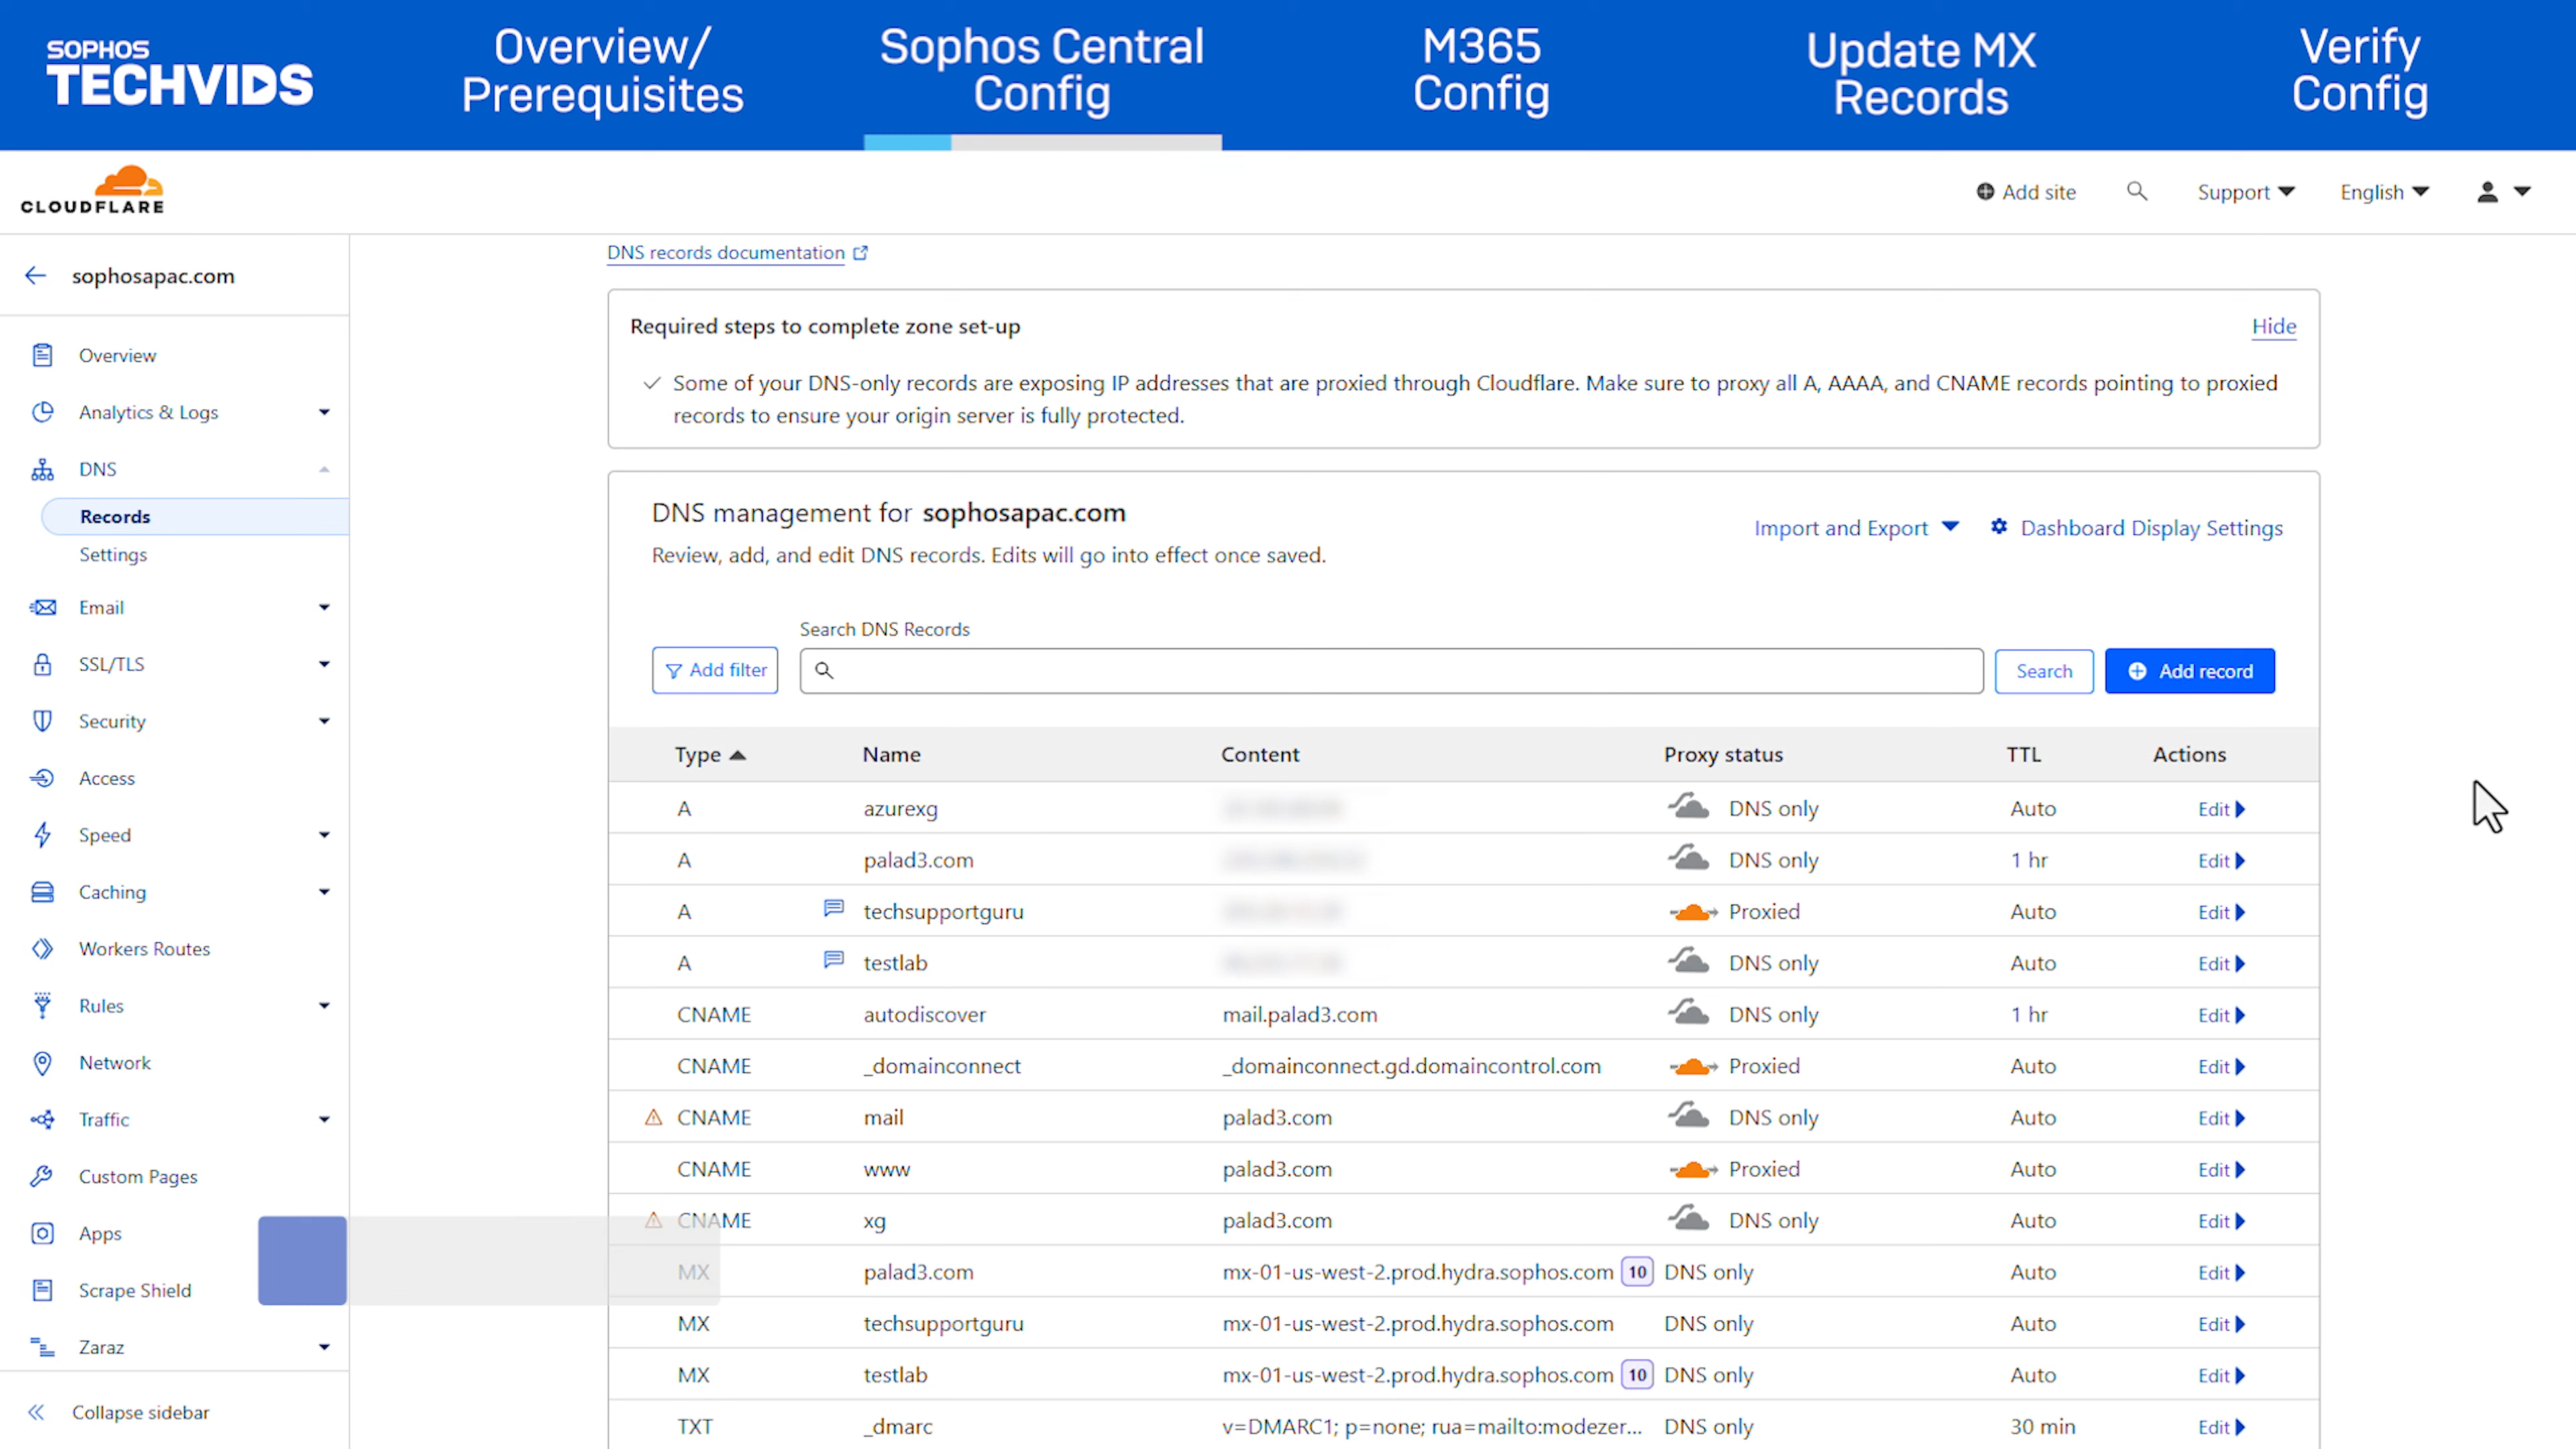 SOPHOS
TECHVIDS
Overview/
Prerequisites
Sophos Central
Config
M365
Config
Update MX
Records
Verify
Config
CLOUDFLARE
Add site
Support
English
sophosapac.com
Overview
Analytics & Logs
DNS
Records
Settings
Email
SSL/TLS
Security
Access
Speed
Caching
Workers Routes
Rules
Network
Traffic
Custom Pages
Apps
Scrape Shield
Zaraz
Collapse sidebar
DNS records documentation
Required steps to complete zone set-up
Hide
Some of your DNS-only records are exposing IP addresses that are proxied through Cloudflare. Make sure to proxy all A, AAAA, and CNAME records pointing to proxied
records to ensure your origin server is fully protected.
DNS management for sophosapac.com
Review, add, and edit DNS records. Edits will go into effect once saved.
Import and Export
Dashboard Display Settings
Search DNS Records
Add filter
Search
Add record
Type Name Content Proxy status TTL Actions
A azurexg DNS only Auto Edit
A palad3.com DNS only 1 hr Edit
A techsupportguru Proxied Auto Edit
A testlab DNS only Auto Edit
CNAME autodiscover mail.palad3.com DNS only 1 hr Edit
CNAME _domainconnect _domainconnect.gd.domaincontrol.com Proxied Auto Edit
CNAME mail palad3.com DNS only Auto Edit
CNAME www palad3.com Proxied Auto Edit
CNAME xg palad3.com DNS only Auto Edit
MX palad3.com mx-01-us-west-2.prod.hydra.sophos.com 10 DNS only Auto Edit
MX techsupportguru mx-01-us-west-2.prod.hydra.sophos.com DNS only Auto Edit
MX testlab mx-01-us-west-2.prod.hydra.sophos.com 10 DNS only Auto Edit
TXT _dmarc v=DMARC1; p=none; rua=mailto:modezer... DNS only 30 min Edit